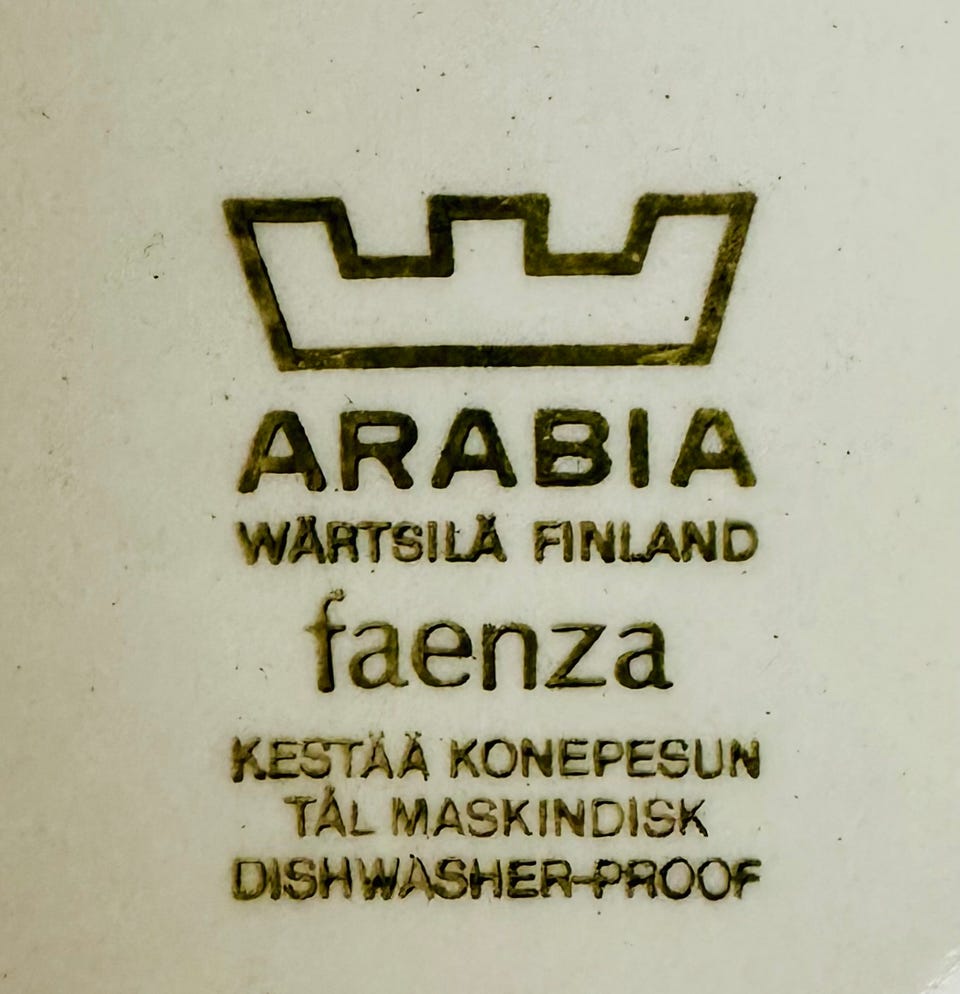 ARABIA
WÄRTSILÄ FINLAND
faenza
KESTÄÄ KONEPESUN
TÅL MASKINDISK
DISHWASHER-PROOF